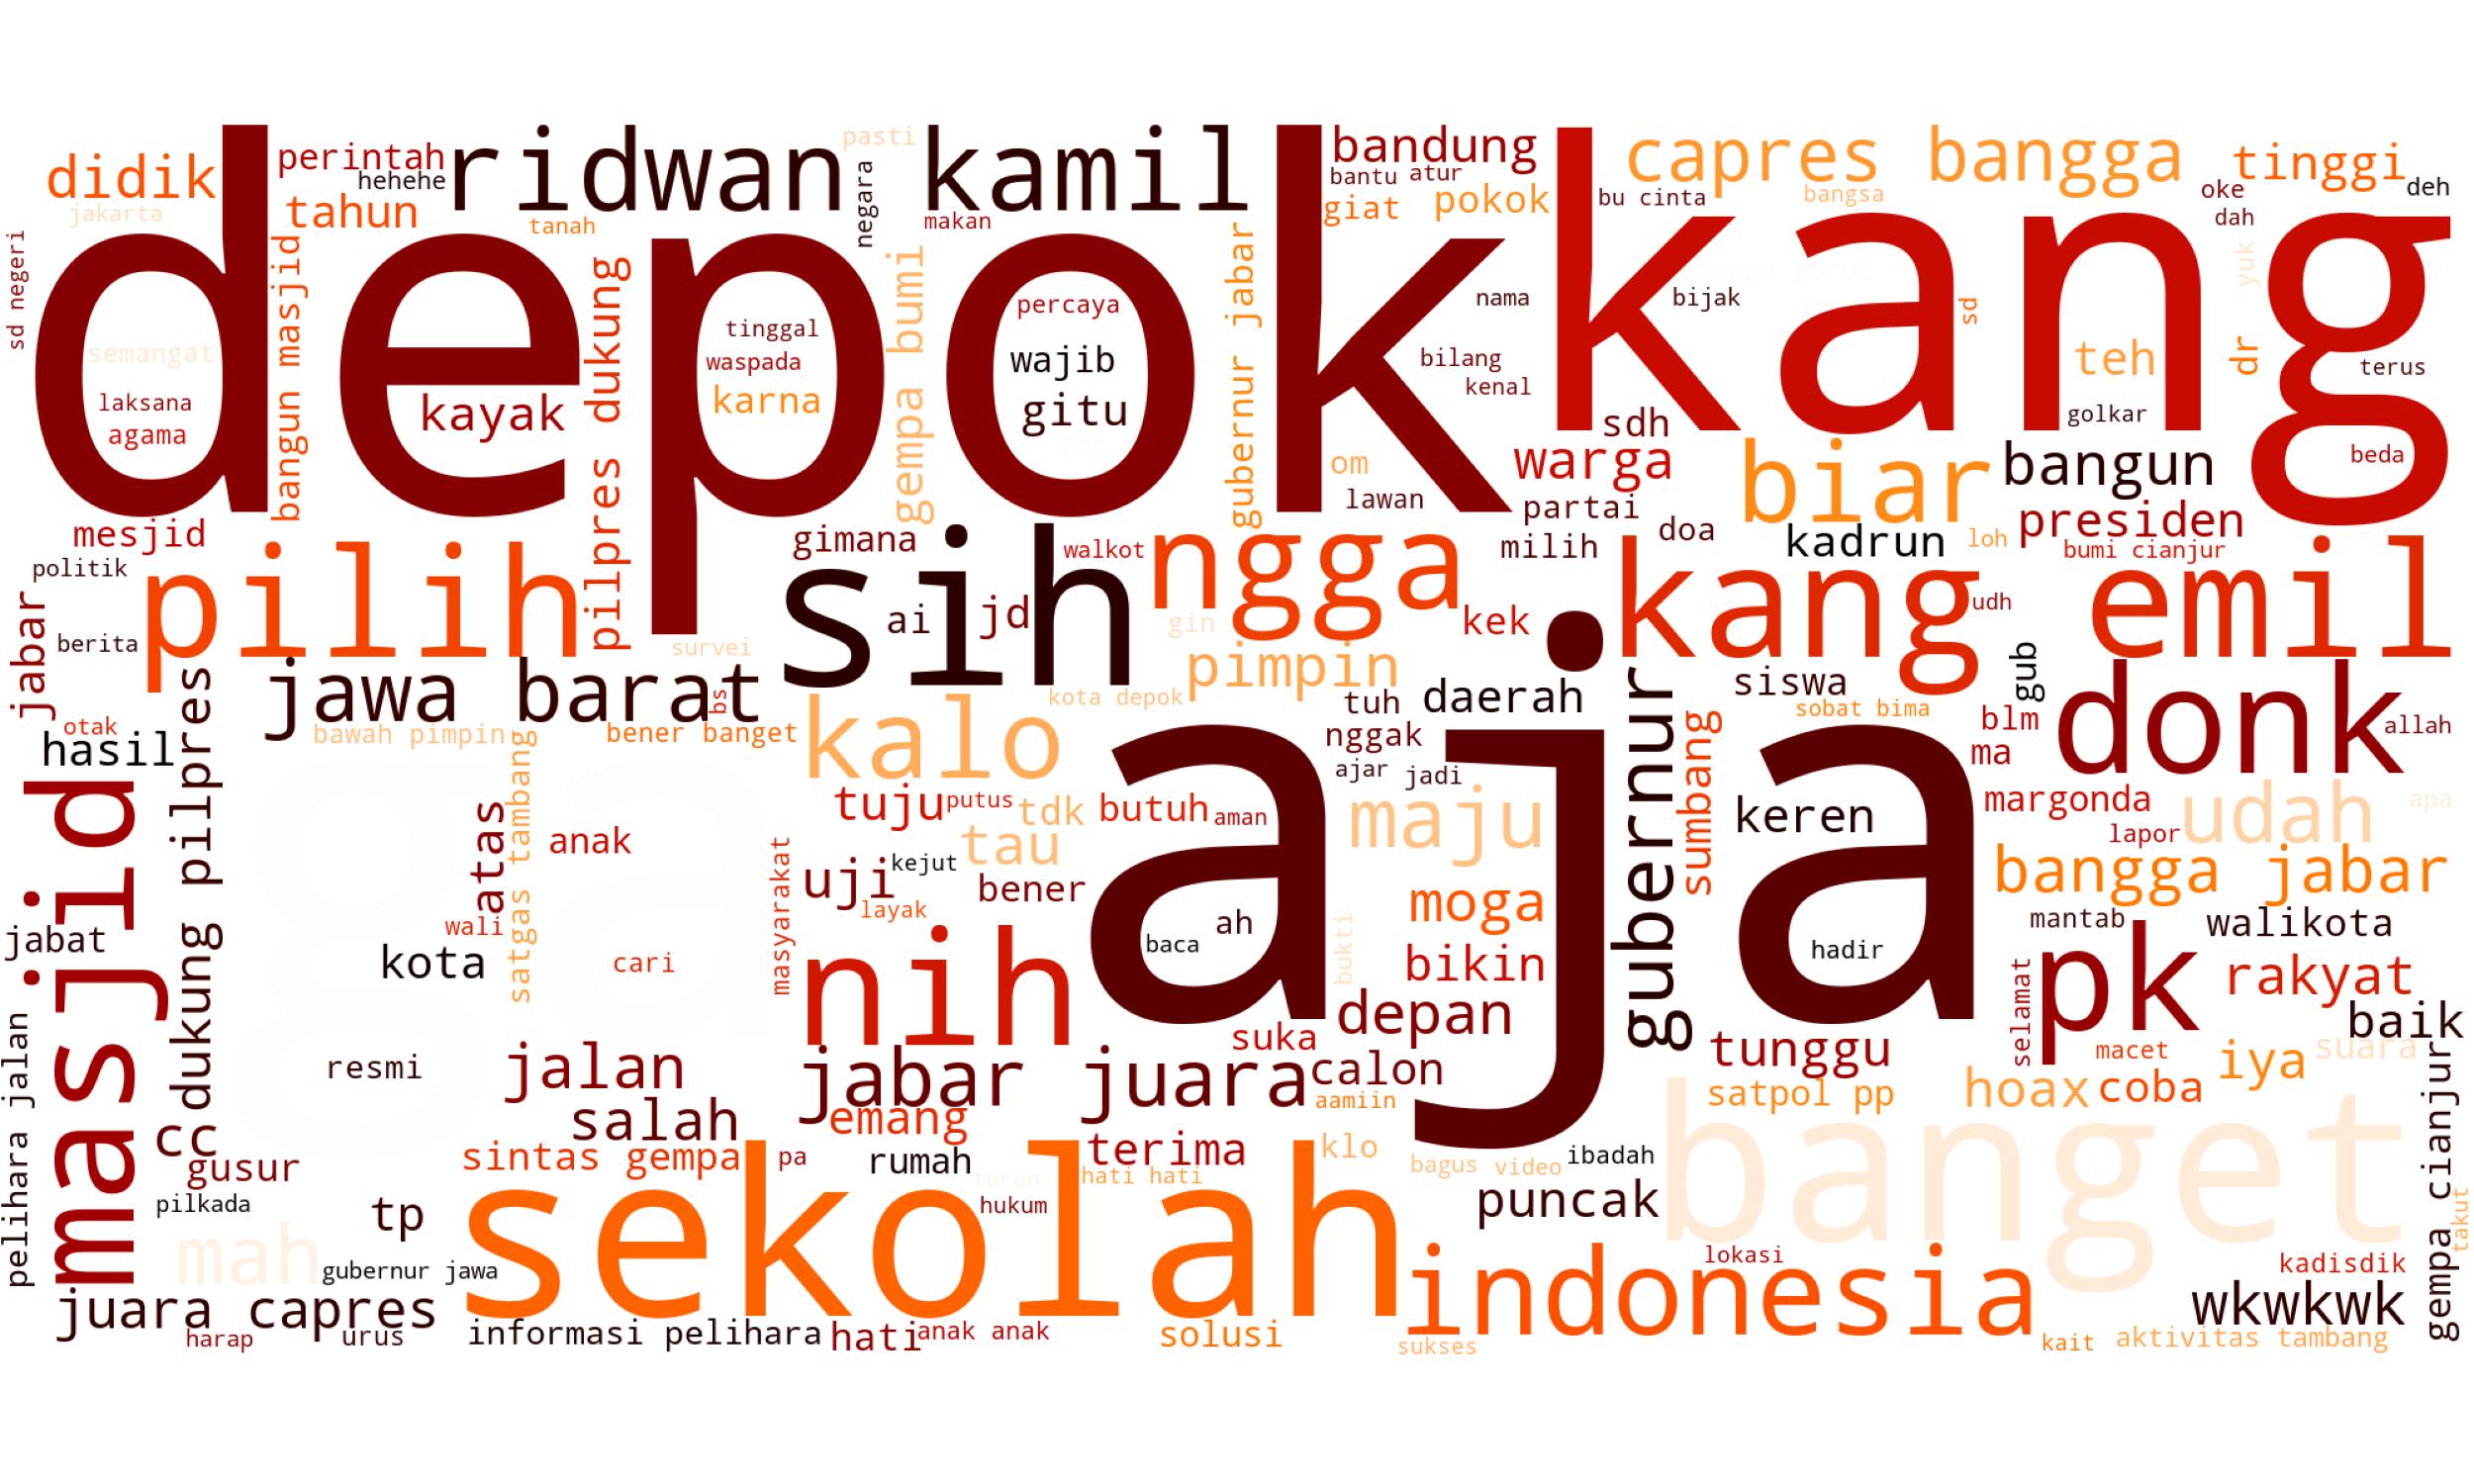 didik
perintah
hehehe
ridwan kamil
pasti
bandung
bantu
atur
capres bangga
tinggi
deh
oke
dah
jakarta
tahun
tanah
negara
makan
giat
pokok
bu cinta
bangsa
sd negeri
depok
kang
bangun masjid
pilpres dukung
gempa bumi
gubernur jabar
semangat
laksana
agama
kayak
tinggal
waspada
karna
percaya
wajib
gitu
nama
bijak
bilang
kenal
sd
teh
yuk
dr
terus
golkar
beda
om
lawan
sdh
warga
partai
milih
doa
biar
bangun
presiden
kadrun
loh
bumi cianjur
mesjid
politik
jabar
berita
pilih
survei
gimana
sih
walkot
ai
jd
ngga
gin
kek
kang emil
udh
pimpin
jawa barat
bs
otak
hasil
bawah pimpin
bener banget
kalo
kota depok
tuh
daerah
nggak
ajar
jadi
siswa
sobat bima
gub
blm
ma
donk
allah
masjid
dukung pilpres
ga
atas
satgas tambang
anak
wali
kota
cari
resmi
tuju
putus
tdk
butuh
aman
tau
kejut
uji
bener
layak
masyarakat
nih
aja
baca
ah
maju
moga
bikin
bukti
depan
gubernur
sumbang
keren
hadir
margonda
udah
apa
lapor
bangga jabar
mantab
walikota
pk
rakyat
selamat
baik
jabat
pelihara jalan
cc
gusur
pilkada
jalan
salah
jabar juara
suka
calon
aamiin
emang
tunggu
satpol pp
hoax
coba
macet
iya
suara
sintas gempa
pa
rumah
turun
hukum
terima
hati hati
klo
bagus
video
ibadah
puncak
banget
gempa cianjur
takut
mah
tp
gubernur jawa
sekolah
indonesia
lokasi
kadisdik
wkwkwk
juara capres
harap
urus
informasi pelihara
hati
anak anak
solusi
sukses
kait
aktivitas tambang